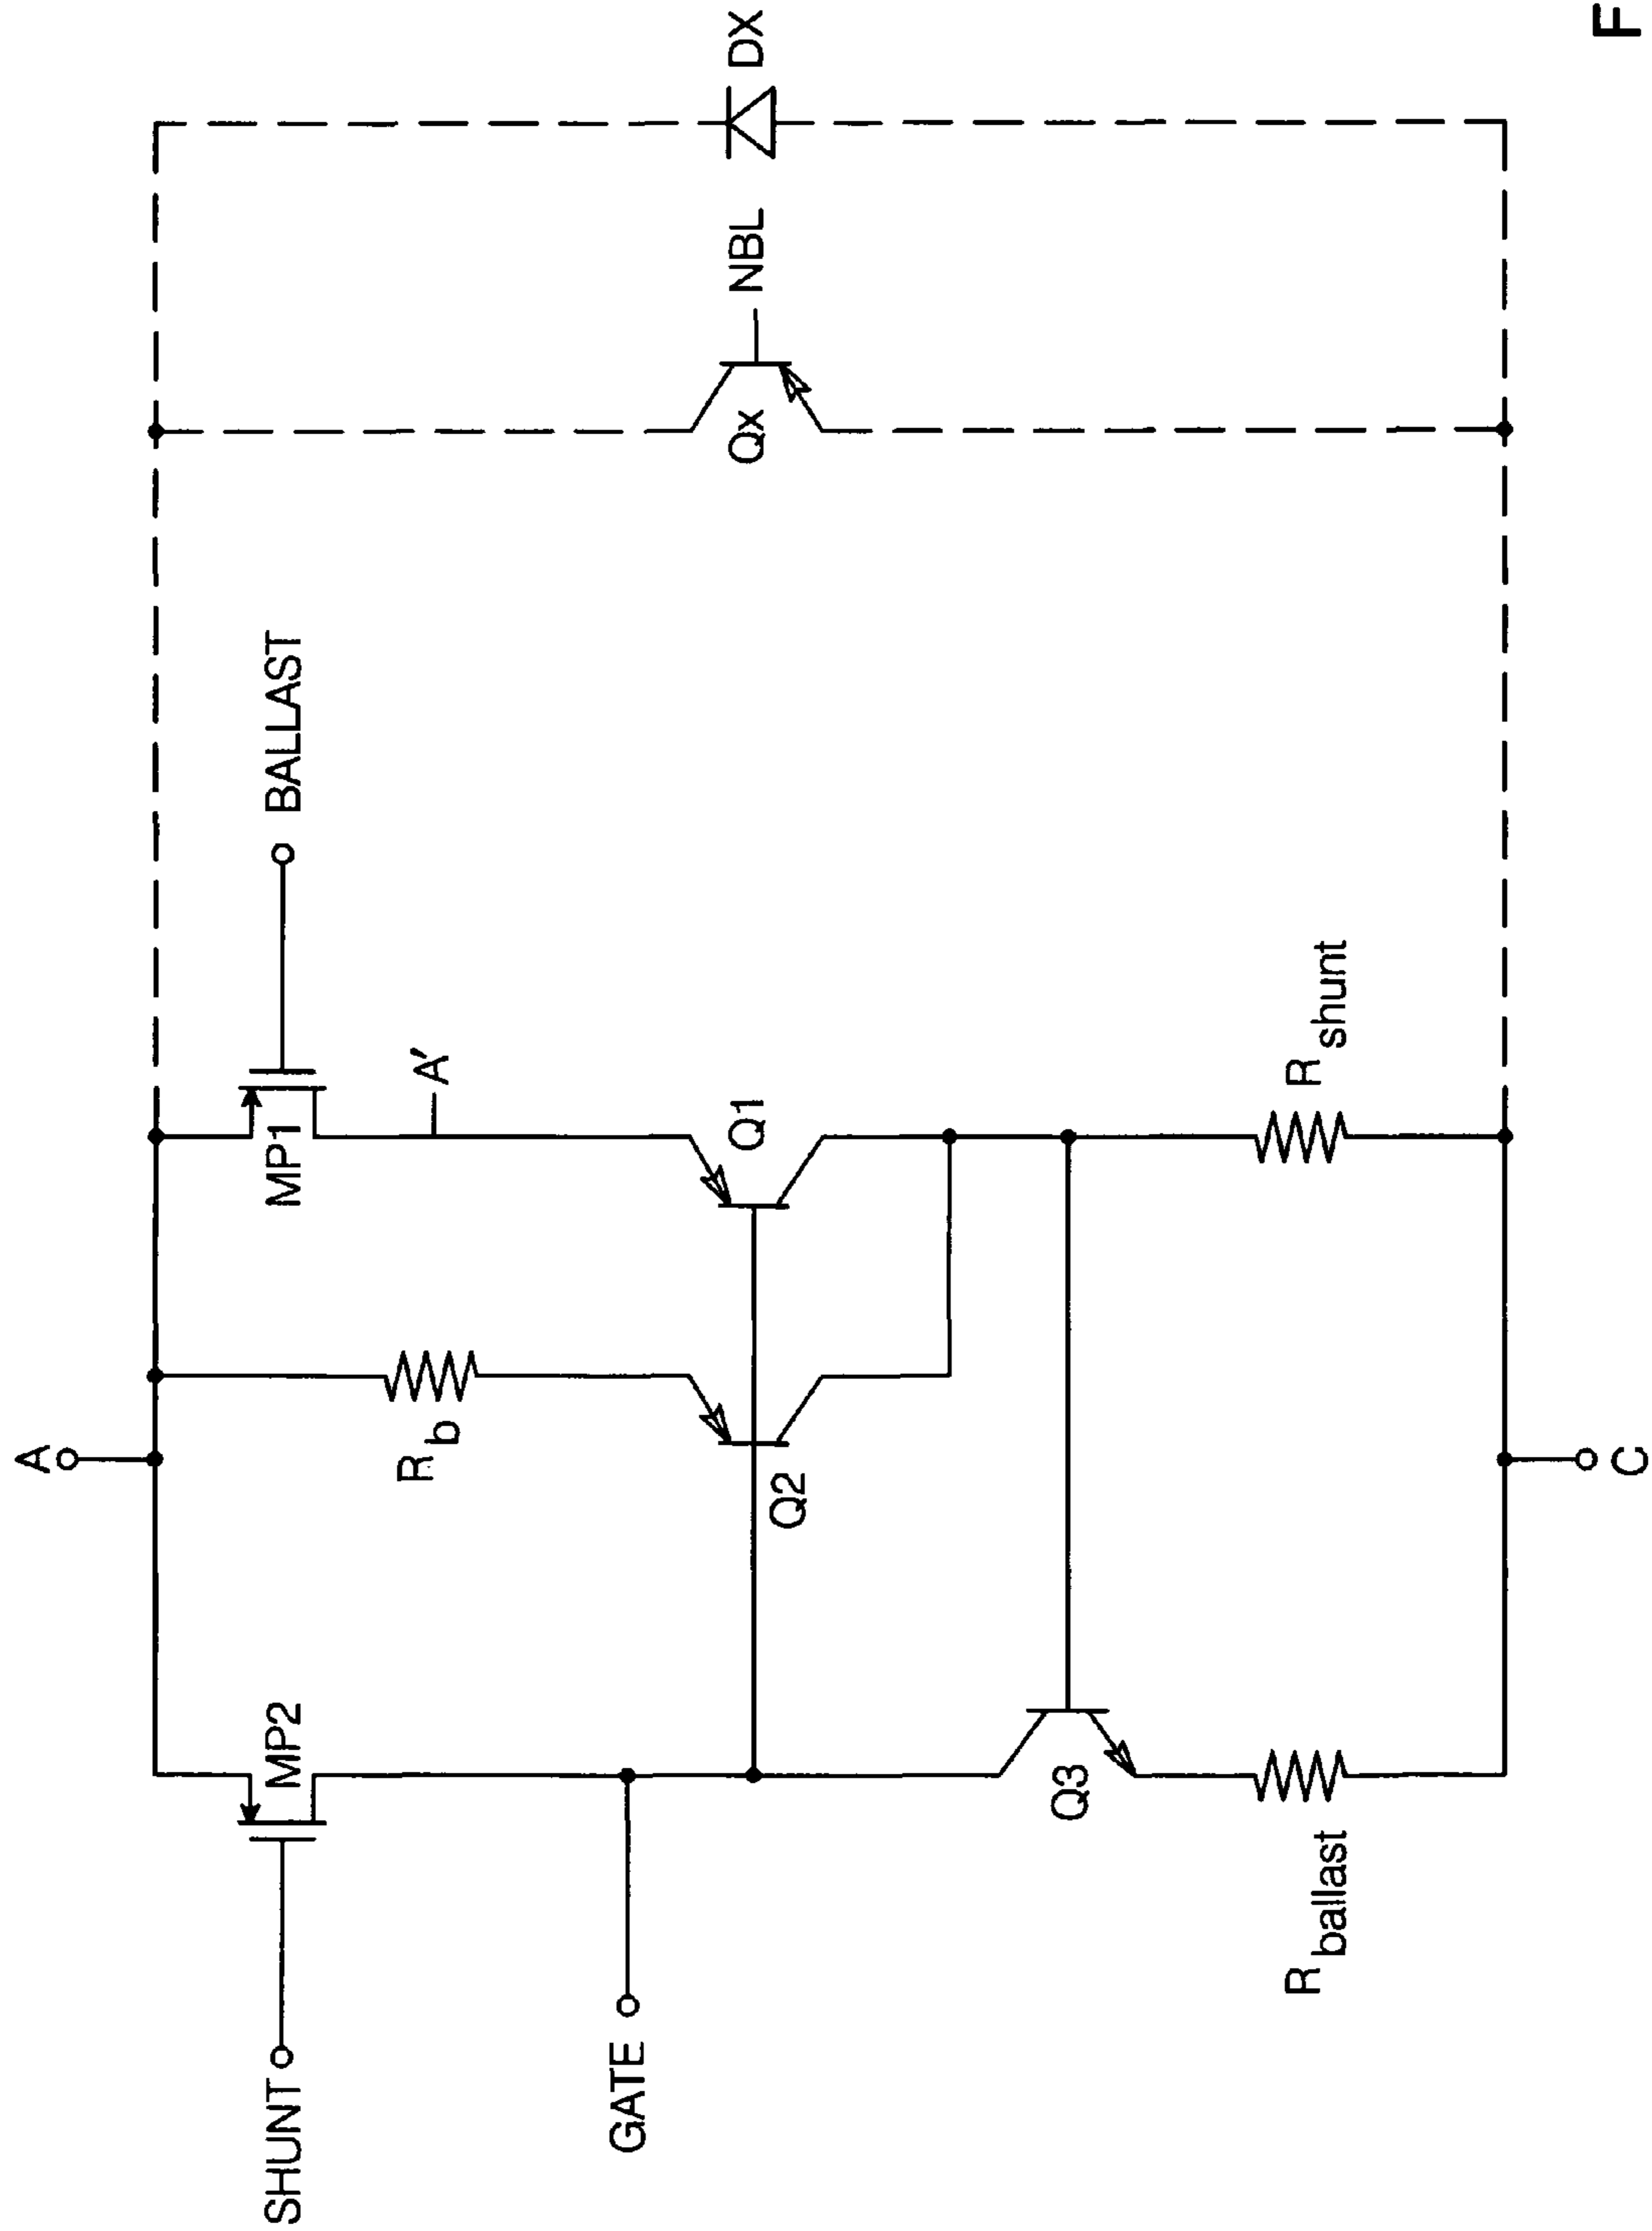 A
SHUNT
MP2
R b
MP1
BALLAST
A'
GATE
Q2
Q1
Qx
NBL
DX
Q3
R ballast
R shunt
C
F